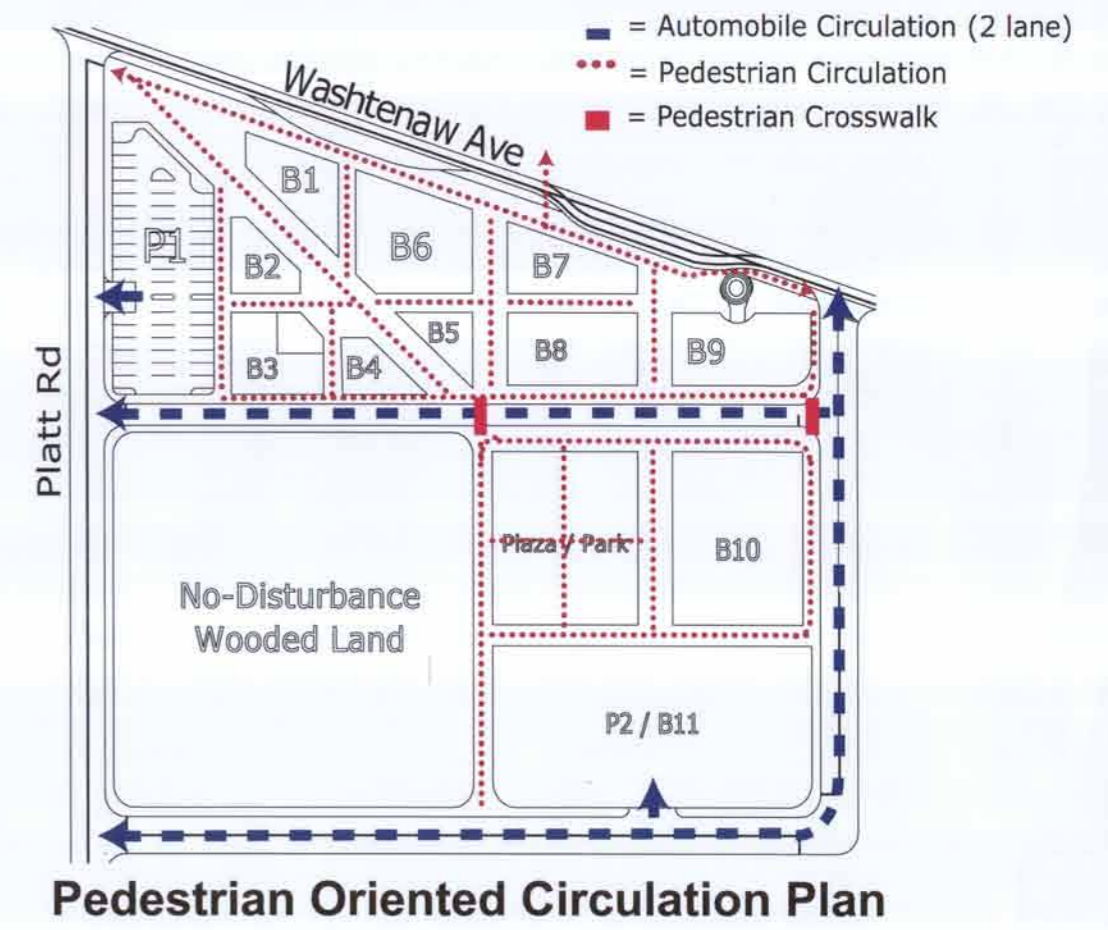 = Automobile Circulation (2 lane)
= Pedestrian Circulation
= Pedestrian Crosswalk
Washtenaw Ave
Platt Rd
P1
B1
B2
B3
B4
B5
B6
B7
B8
B9
Plaza / Park
B10
No-Disturbance
Wooded Land
P2 / B11
Pedestrian Oriented Circulation Plan